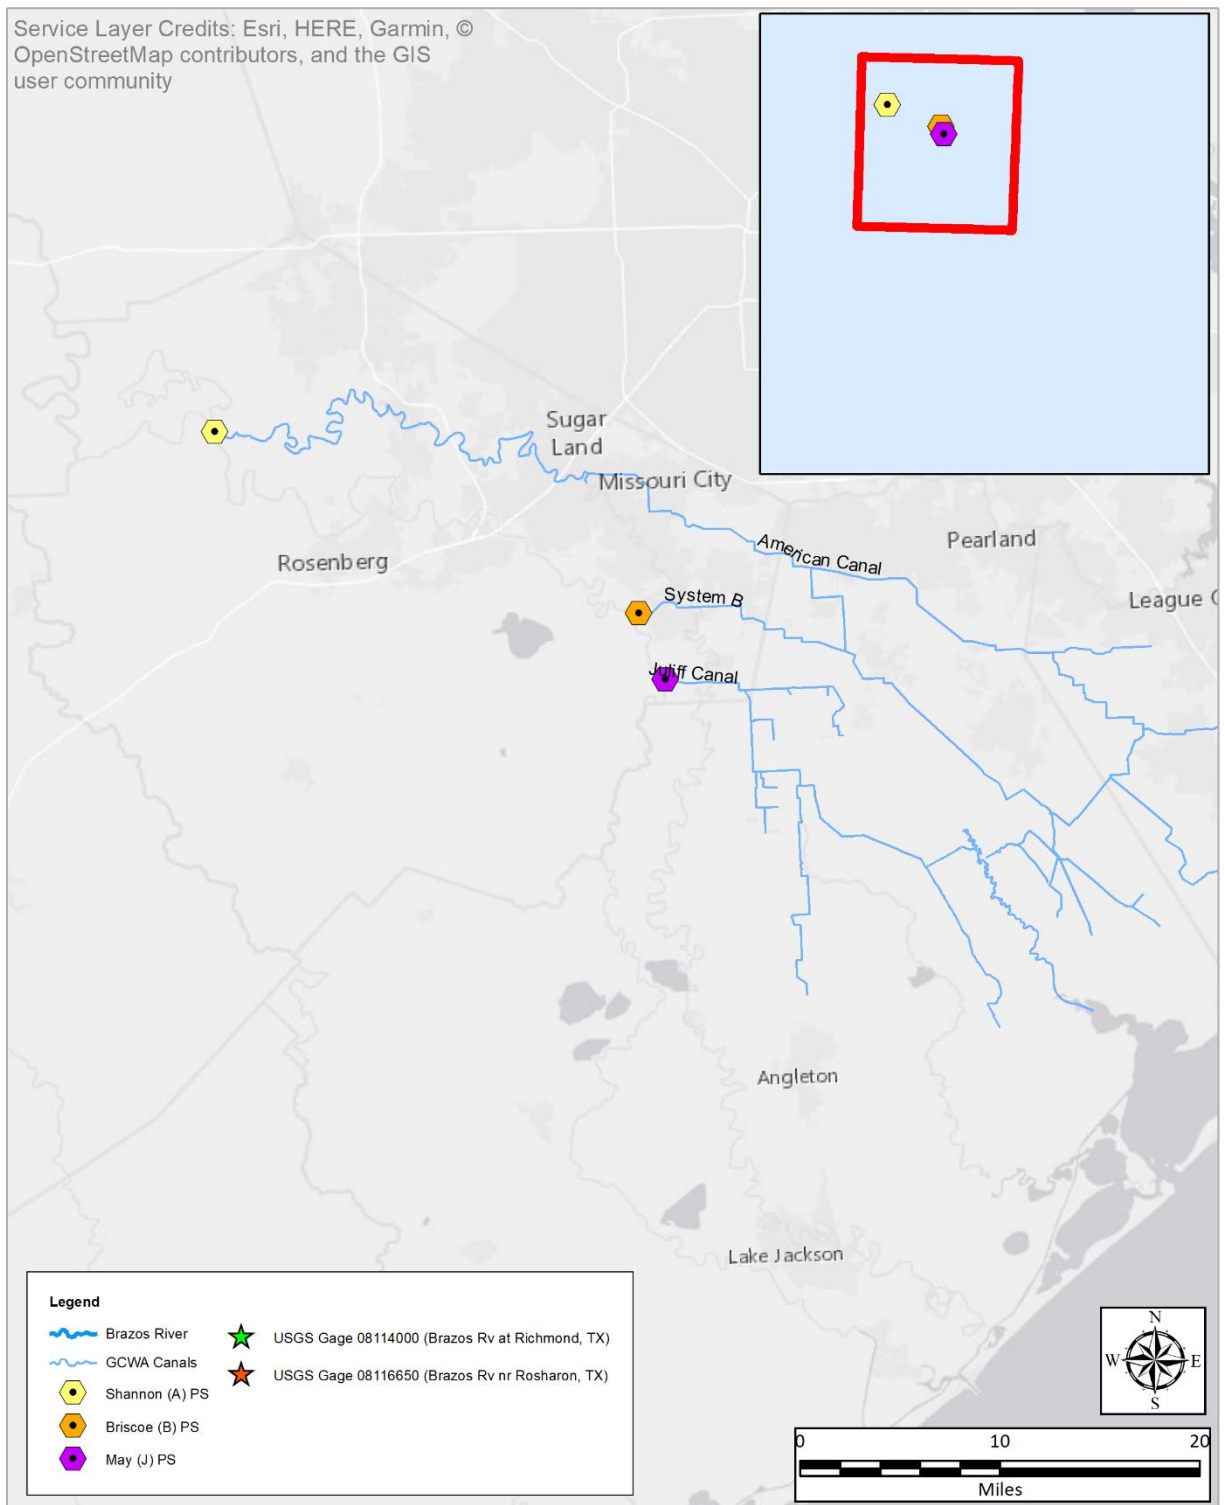 Service Layer Credits: Esri, HERE, Garmin, ©
OpenStreetMap contributors, and the GIS
user community
Sugar
Land
Missouri City
American Canal
Pearland
Rosenberg
System B
League C
Juliff Canal
Angleton
Lake Jackson
Legend
Brazos River
GCWA Canals
Shannon (A) PS
Briscoe (B) PS
May (J) PS
USGS Gage 08114000 (Brazos Rv at Richmond, TX)
USGS Gage 08116650 (Brazos Rv nr Rosharon, TX)
N
W E
S
0 10 20
Miles